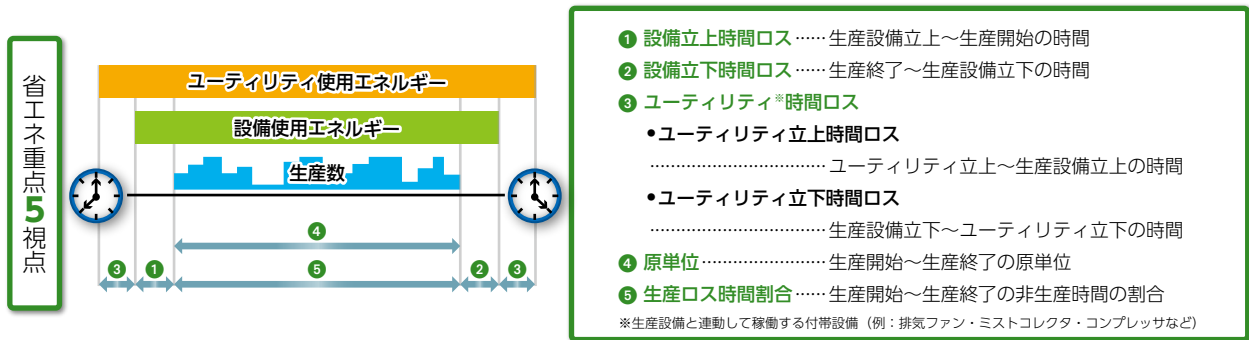 省エネ重点5視点
ユーティリティ使用エネルギー
設備使用エネルギー
生産数
4
3 1 5 2 3
1 設備立上時間ロス……生産設備立上～生産開始の時間
2 設備立下時間ロス……生産終了～生産設備立下の時間
3 ユーティリティ※時間ロス
•ユーティリティ立上時間ロス
……………………………ユーティリティ立上～生産設備立上の時間
•ユーティリティ立下時間ロス
……………………………生産設備立下～ユーティリティ立下の時間
4 原単位……………………生産開始～生産終了の原単位
5 生産ロス時間割合……生産開始～生産終了の非生産時間の割合
※生産設備と連動して稼働する付帯設備（例：排気ファン・ミストコレクタ・コンプレッサなど）